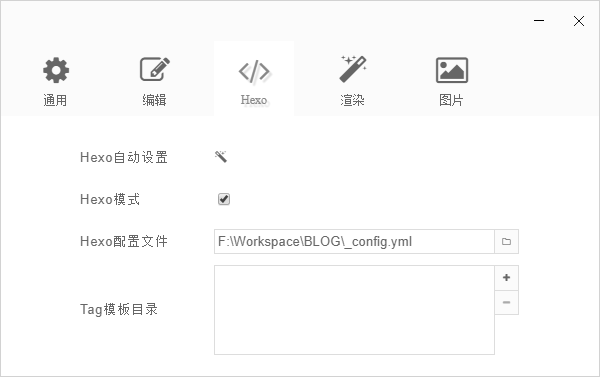 通用
编辑
Hexo
渲染
图片
Hexo自动设置
Hexo模式
Hexo配置文件
F:\Workspace\BLOG\_config.yml
Tag模板目录